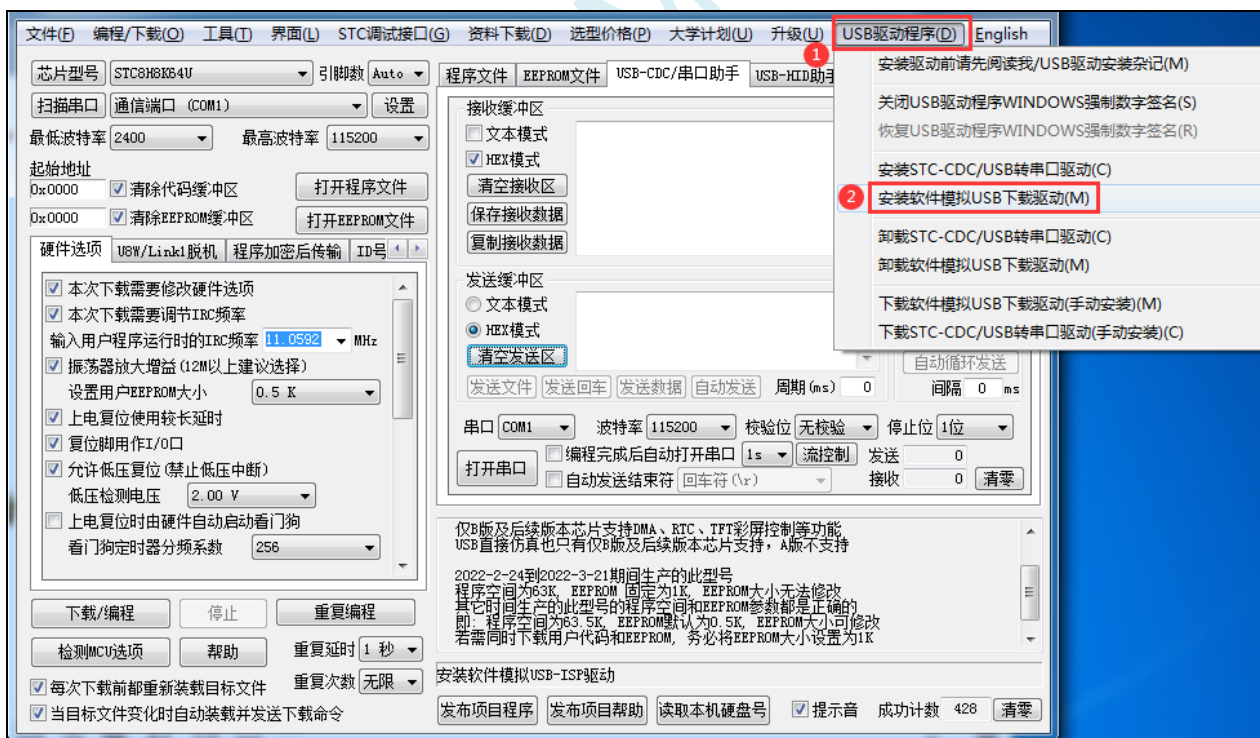 文件(F) 编程/下载(O) 工具(T) 界面(L) STC调试接口(G) 资料下载(D) 选型价格(P) 大学计划(U) 升级(U) USB驱动程序(D) English
1
芯片型号 STC8H8K64U 引脚数 Auto
扫描串口 通信端口 (COM1) 设置
最低波特率 2400 最高波特率 115200
起始地址
0x0000 清除代码缓冲区 打开程序文件
0x0000 清除EEPROM缓冲区 打开EEPROM文件
硬件选项 U8W/Link1脱机 程序加密后传输 ID号
本次下载需要修改硬件选项
本次下载需要调节IRC频率
输入用户程序运行时的IRC频率 11.0592 MHz
振荡器放大增益(12M以上建议选择)
设置用户EEPROM大小 0.5 K
上电复位使用较长延时
复位脚用作I/O口
允许低压复位(禁止低压中断)
低压检测电压 2.00 V
上电复位时由硬件自动启动看门狗
看门狗定时器分频系数 256
下载/编程 停止 重复编程
检测MCU选项 帮助 重复延时 1 秒
每次下载前都重新装载目标文件 重复次数 无限
当目标文件变化时自动装载并发送下载命令
程序文件 EEPROM文件 USB-CDC/串口助手 USB-HID助手
接收缓冲区
文本模式
HEX模式
清空接收区
保存接收数据
复制接收数据
发送缓冲区
文本模式
HEX模式
清空发送区 自动循环发送
发送文件 发送回车 发送数据 自动发送 周期(ms) 0 间隔 0 ms
串口 COM1 波特率 115200 校验位 无校验 停止位 1位
打开串口 编程完成后自动打开串口 1s 流控制 发送 0
自动发送结束符 回车符(\r) 接收 0 清零
仅B版及后续版本芯片支持DMA、RTC、TFT彩屏控制等功能
USB直接仿真也只有仅B版及后续版本芯片支持，A版不支持
2022-2-24到2022-3-21期间生产的此型号
程序空间为63K, EEPROM 固定为1K, EEPROM大小无法修改
其它时间生产的此型号的程序空间和EEPROM参数都是正确的
即: 程序空间为63.5K, EEPROM默认为0.5K, EEPROM大小可修改
若需同时下载用户代码和EEPROM, 务必将EEPROM大小设置为1K
安装软件模拟USB-ISP驱动
发布项目程序 发布项目帮助 读取本机硬盘号 提示音 成功计数 428 清零
安装驱动前请先阅读我/USB驱动安装杂记(M)
关闭USB驱动程序WINDOWS强制数字签名(S)
恢复USB驱动程序WINDOWS强制数字签名(R)
安装STC-CDC/USB转串口驱动(C)
2 安装软件模拟USB下载驱动(M)
卸载STC-CDC/USB转串口驱动(C)
卸载软件模拟USB下载驱动(M)
下载软件模拟USB下载驱动(手动安装)(M)
下载STC-CDC/USB转串口驱动(手动安装)(C)